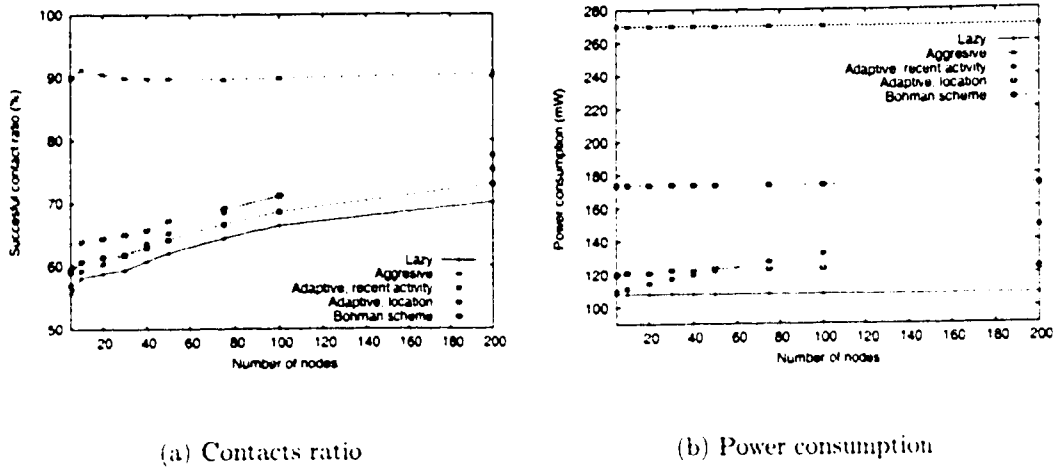 100
90
80
70
60
50
Succesful contact ratio (%)
Lazy
Aggresive
Adaptive, recent activity
Adaptive, location
Bohman scheme
20 40 60 80 100 120 140 160 180 200
Number of nodes
280
260
240
220
200
180
160
140
120
100
Power consumption (mW)
Lazy
Aggresive
Adaptive, recent activity
Adaptive, location
Bohman scheme
20 40 60 80 100 120 140 160 180 200
Number of nodes
(a) Contacts ratio
(b) Power consumption